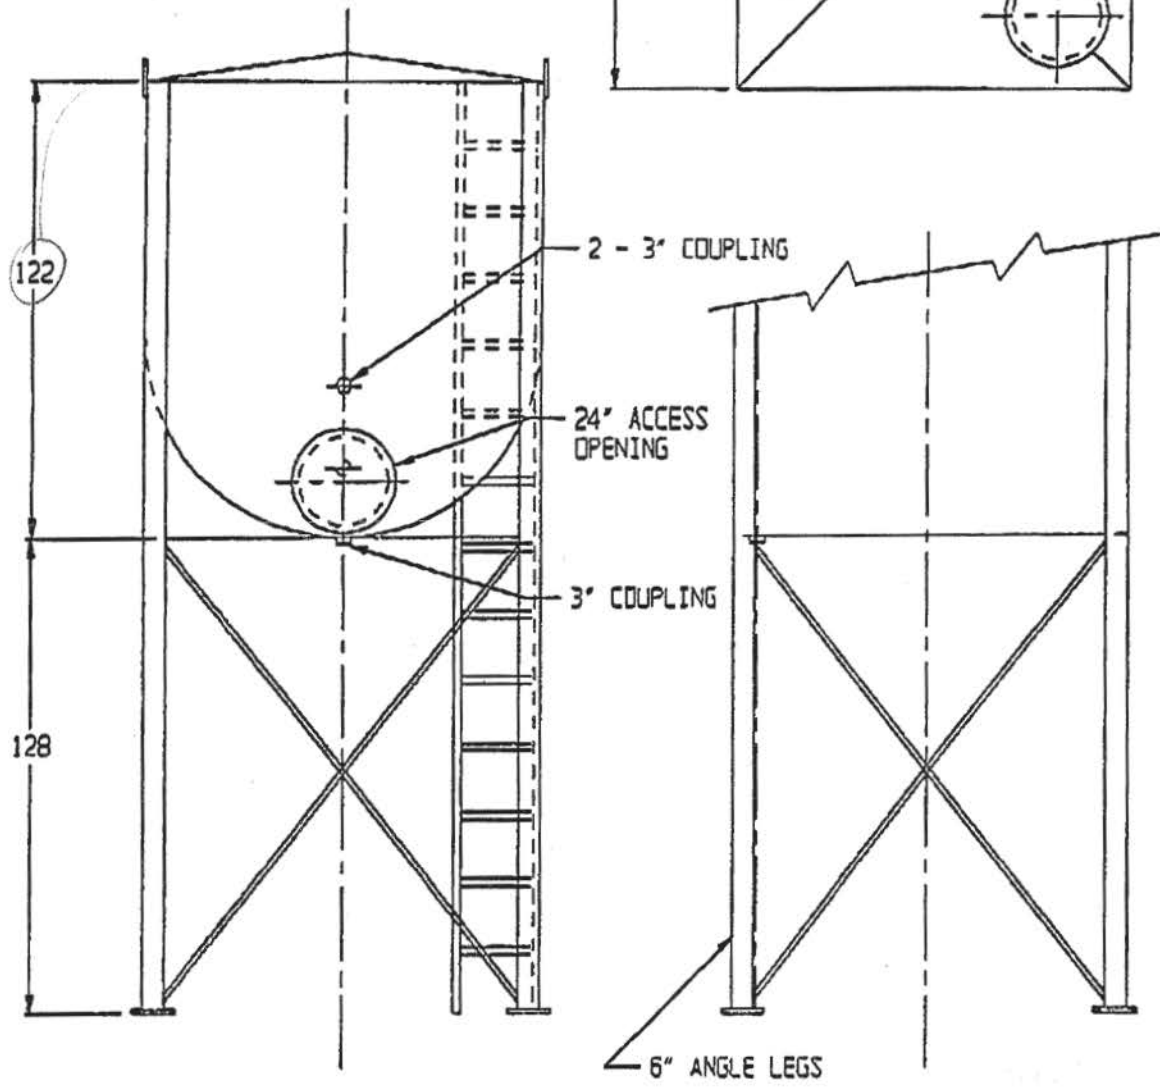 2 - 3" COUPLING
122
24" ACCESS
OPENING
3" COUPLING
128
6" ANGLE LEGS